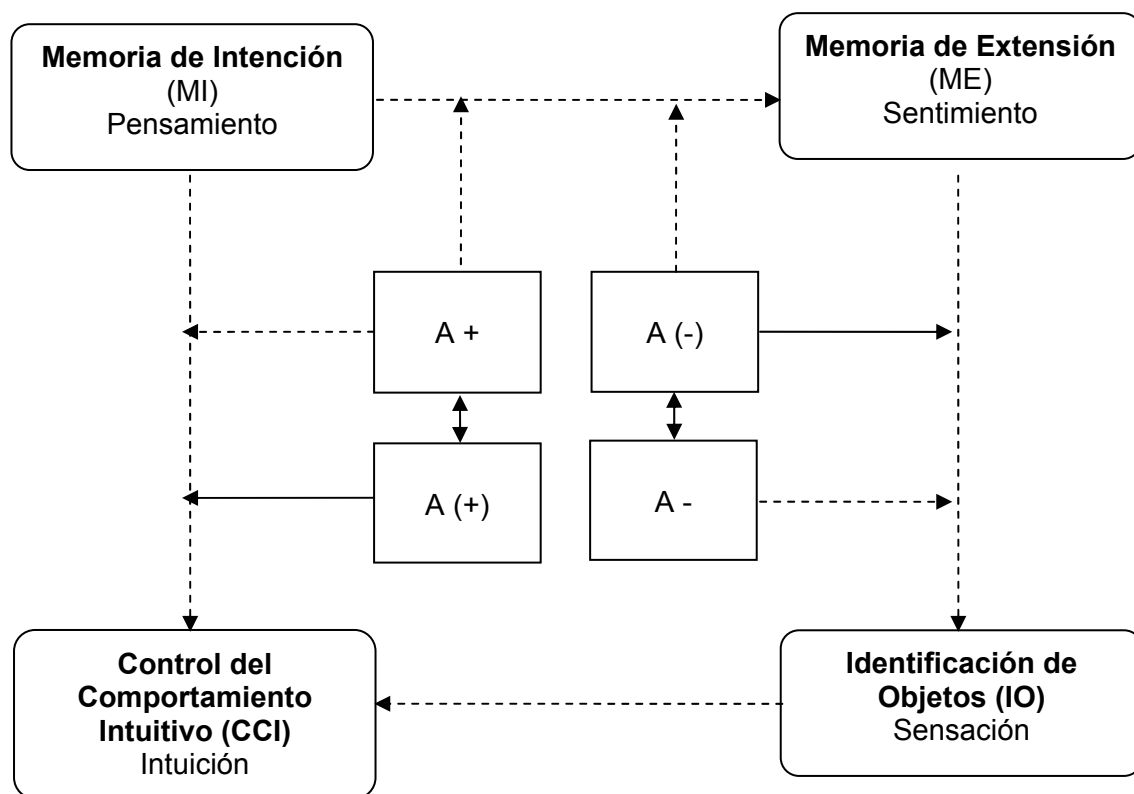 Memoria de Intención
(MI)
Pensamiento
Memoria de Extensión
(ME)
Sentimiento
A +
A (-)
A (+)
A -
Control del
Comportamiento
Intuitivo (CCI)
Intuición
Identificación de
Objetos (IO)
Sensación